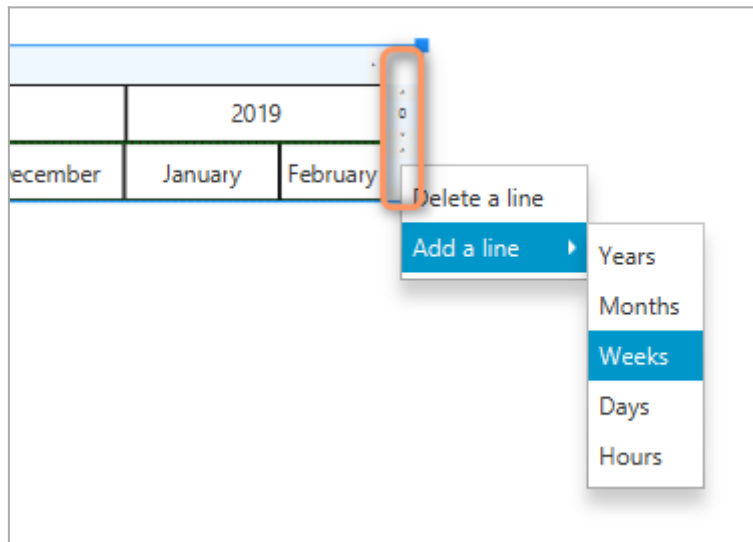 2019
ecember
January
February
Delete a line
Add a line
Years
Months
Weeks
Days
Hours